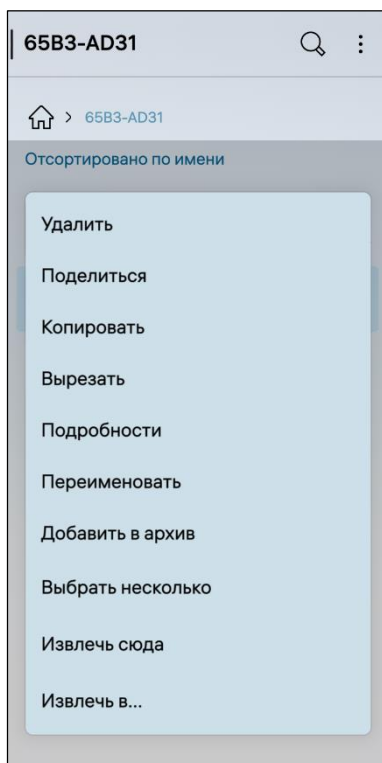 65B3-AD31
65B3-AD31
Отсортировано по имени
Удалить
Поделиться
Копировать
Вырезать
Подробности
Переименовать
Добавить в архив
Выбрать несколько
Извлечь сюда
Извлечь в...